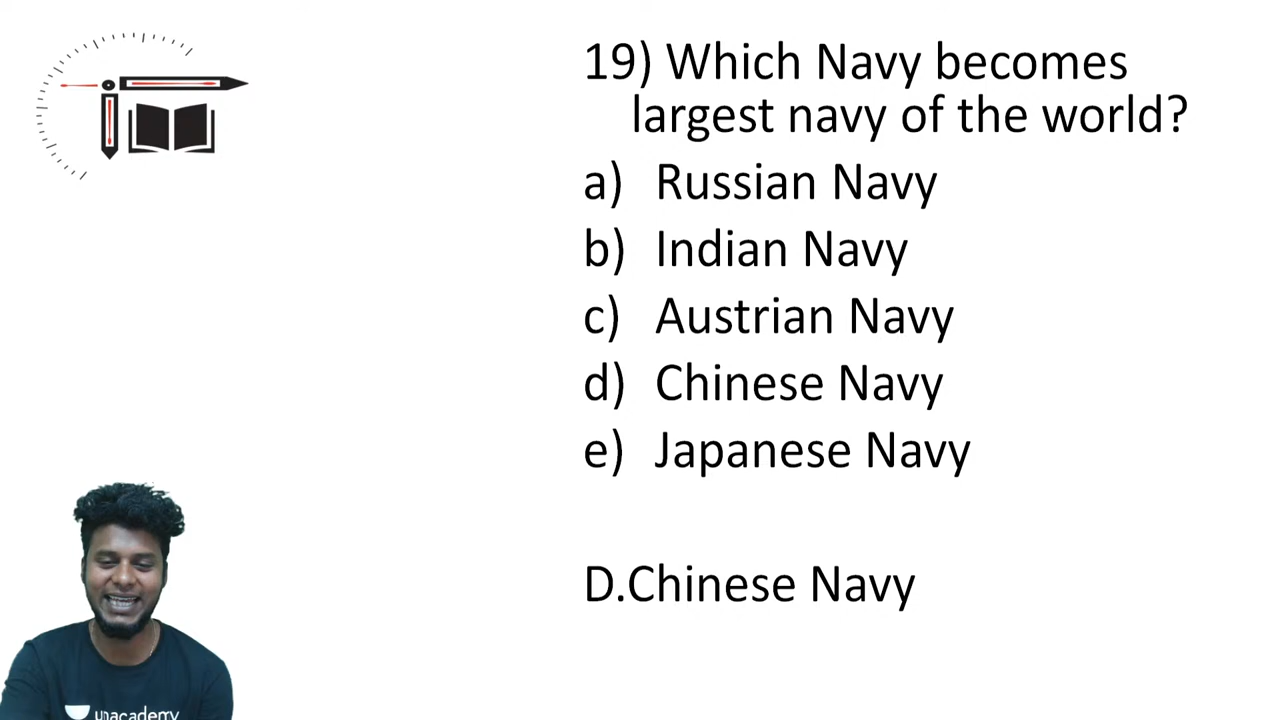 19) Which Navy becomes
largest navy of the world?
a) Russian Navy
b) Indian Navy
c) Austrian Navy
d) Chinese Navy
e) Japanese Navy
D.Chinese Navy
unacademy